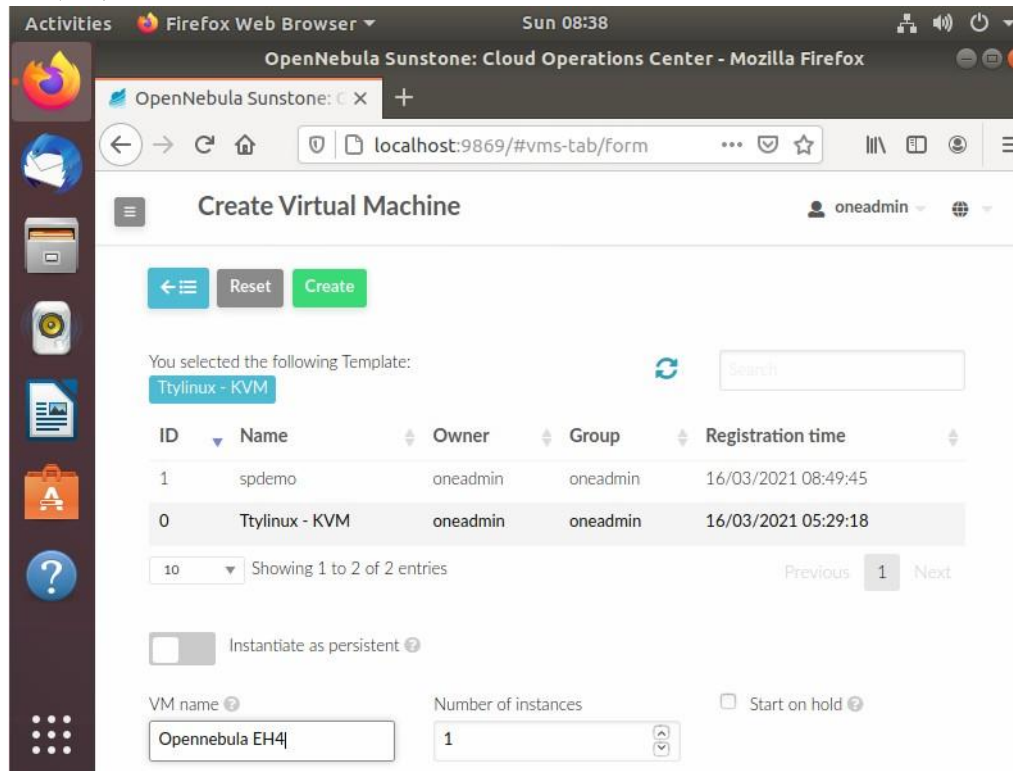 Activities Firefox Web Browser Sun 08:38
OpenNebula Sunstone: Cloud Operations Center - Mozilla Firefox
OpenNebula Sunstone: C
localhost:9869/#vms-tab/form
Create Virtual Machine oneadmin
Reset Create
You selected the following Template:
Search
Ttylinux - KVM
ID Name Owner Group Registration time
1 spdemo oneadmin oneadmin 16/03/2021 08:49:45
0 Ttylinux - KVM oneadmin oneadmin 16/03/2021 05:29:18
10 Showing 1 to 2 of 2 entries Previous 1 Next
Instantiate as persistent
VM name Number of instances Start on hold
Opennebula EH4 1